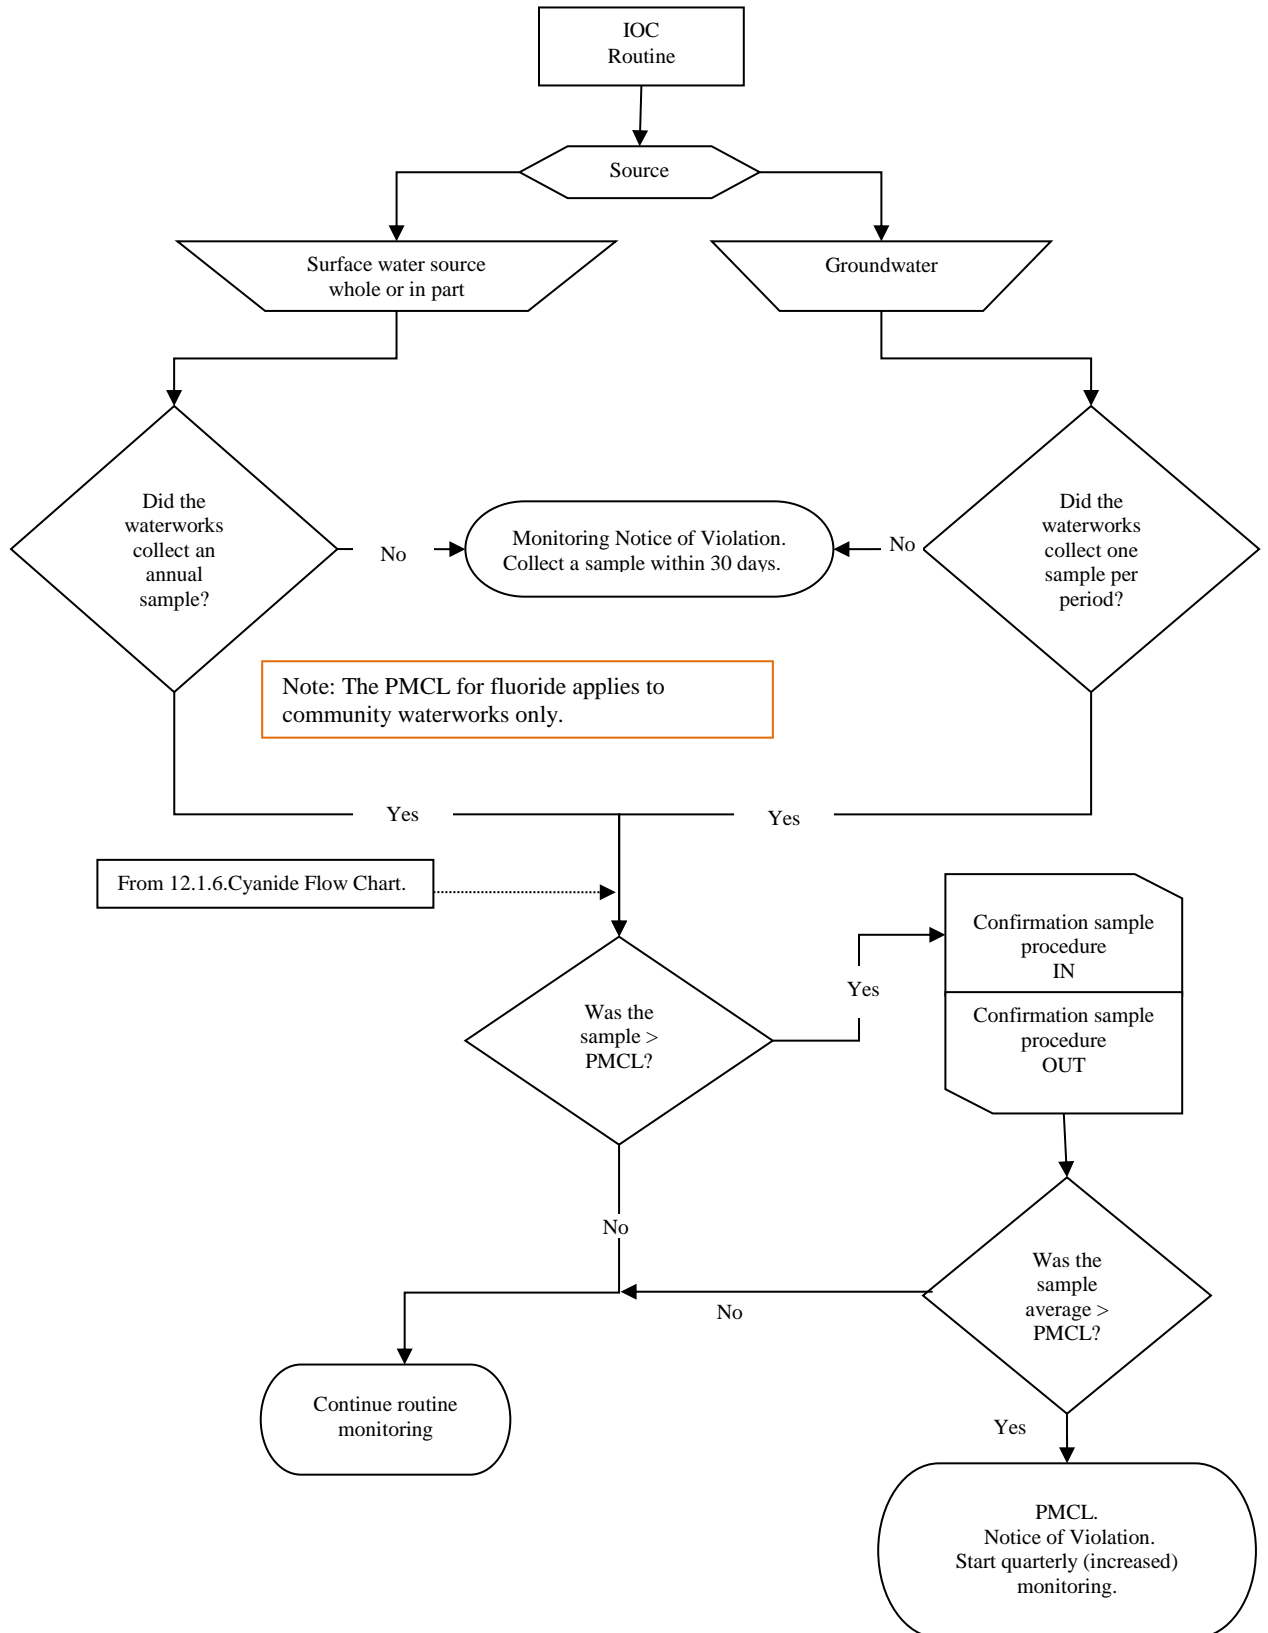 IOC
Routine
Source
Surface water source
whole or in part
Groundwater
Did the
waterworks
collect an
annual
sample?
No
Monitoring Notice of Violation.
Collect a sample within 30 days.
No
Did the
waterworks
collect one
sample per
period?
Note: The PMCL for fluoride applies to
community waterworks only.
Yes
Yes
From 12.1.6.Cyanide Flow Chart.
Was the
sample >
PMCL?
Yes
Confirmation sample
procedure
IN
Confirmation sample
procedure
OUT
No
Was the
sample
average >
PMCL?
No
Continue routine
monitoring
Yes
PMCL.
Notice of Violation.
Start quarterly (increased)
monitoring.